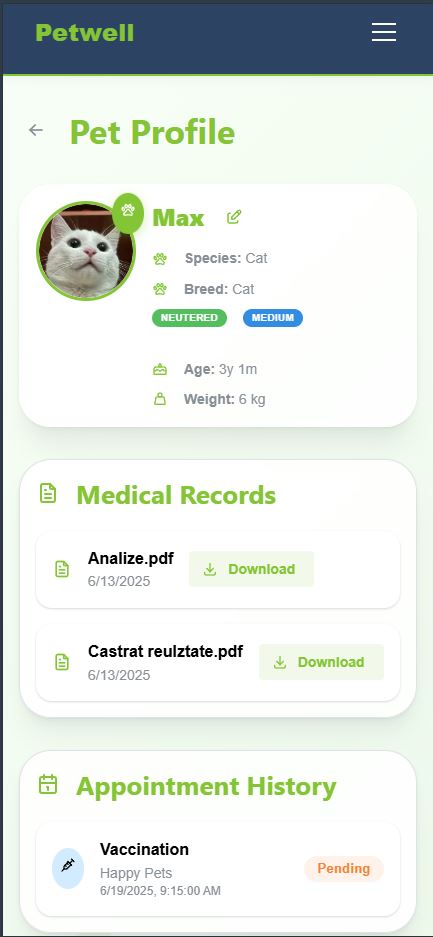 Petwell
Pet Profile
Max
Species: Cat
Breed: Cat
NEUTERED MEDIUM
Age: 3y 1m
Weight: 6 kg
Medical Records
Analize.pdf
6/13/2025
Download
Castrat reulztate.pdf
6/13/2025
Download
Appointment History
Vaccination
Happy Pets
6/19/2025, 9:15:00 AM
Pending